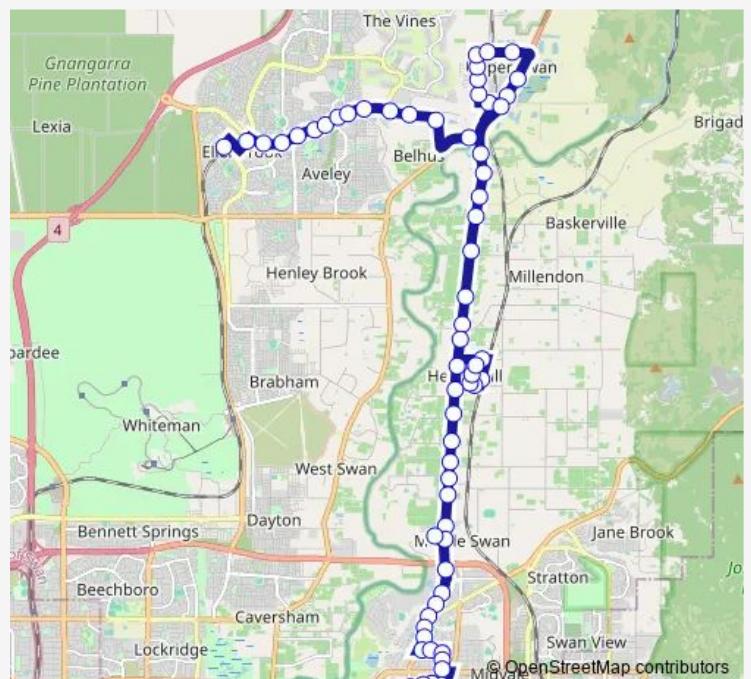 The Vines
Gnangarra
Pine Plantation
Lexia
Brigad
Belhus
Aveley
Baskerville
4
Henley Brook
Millendon
pardee
Brabham
Whiteman
West Swan
Dayton
Bennett Springs
Jane Brook
Stratton
Beechboro
Caversham
Lockridge
Swan View
© OpenStreetMap contributors